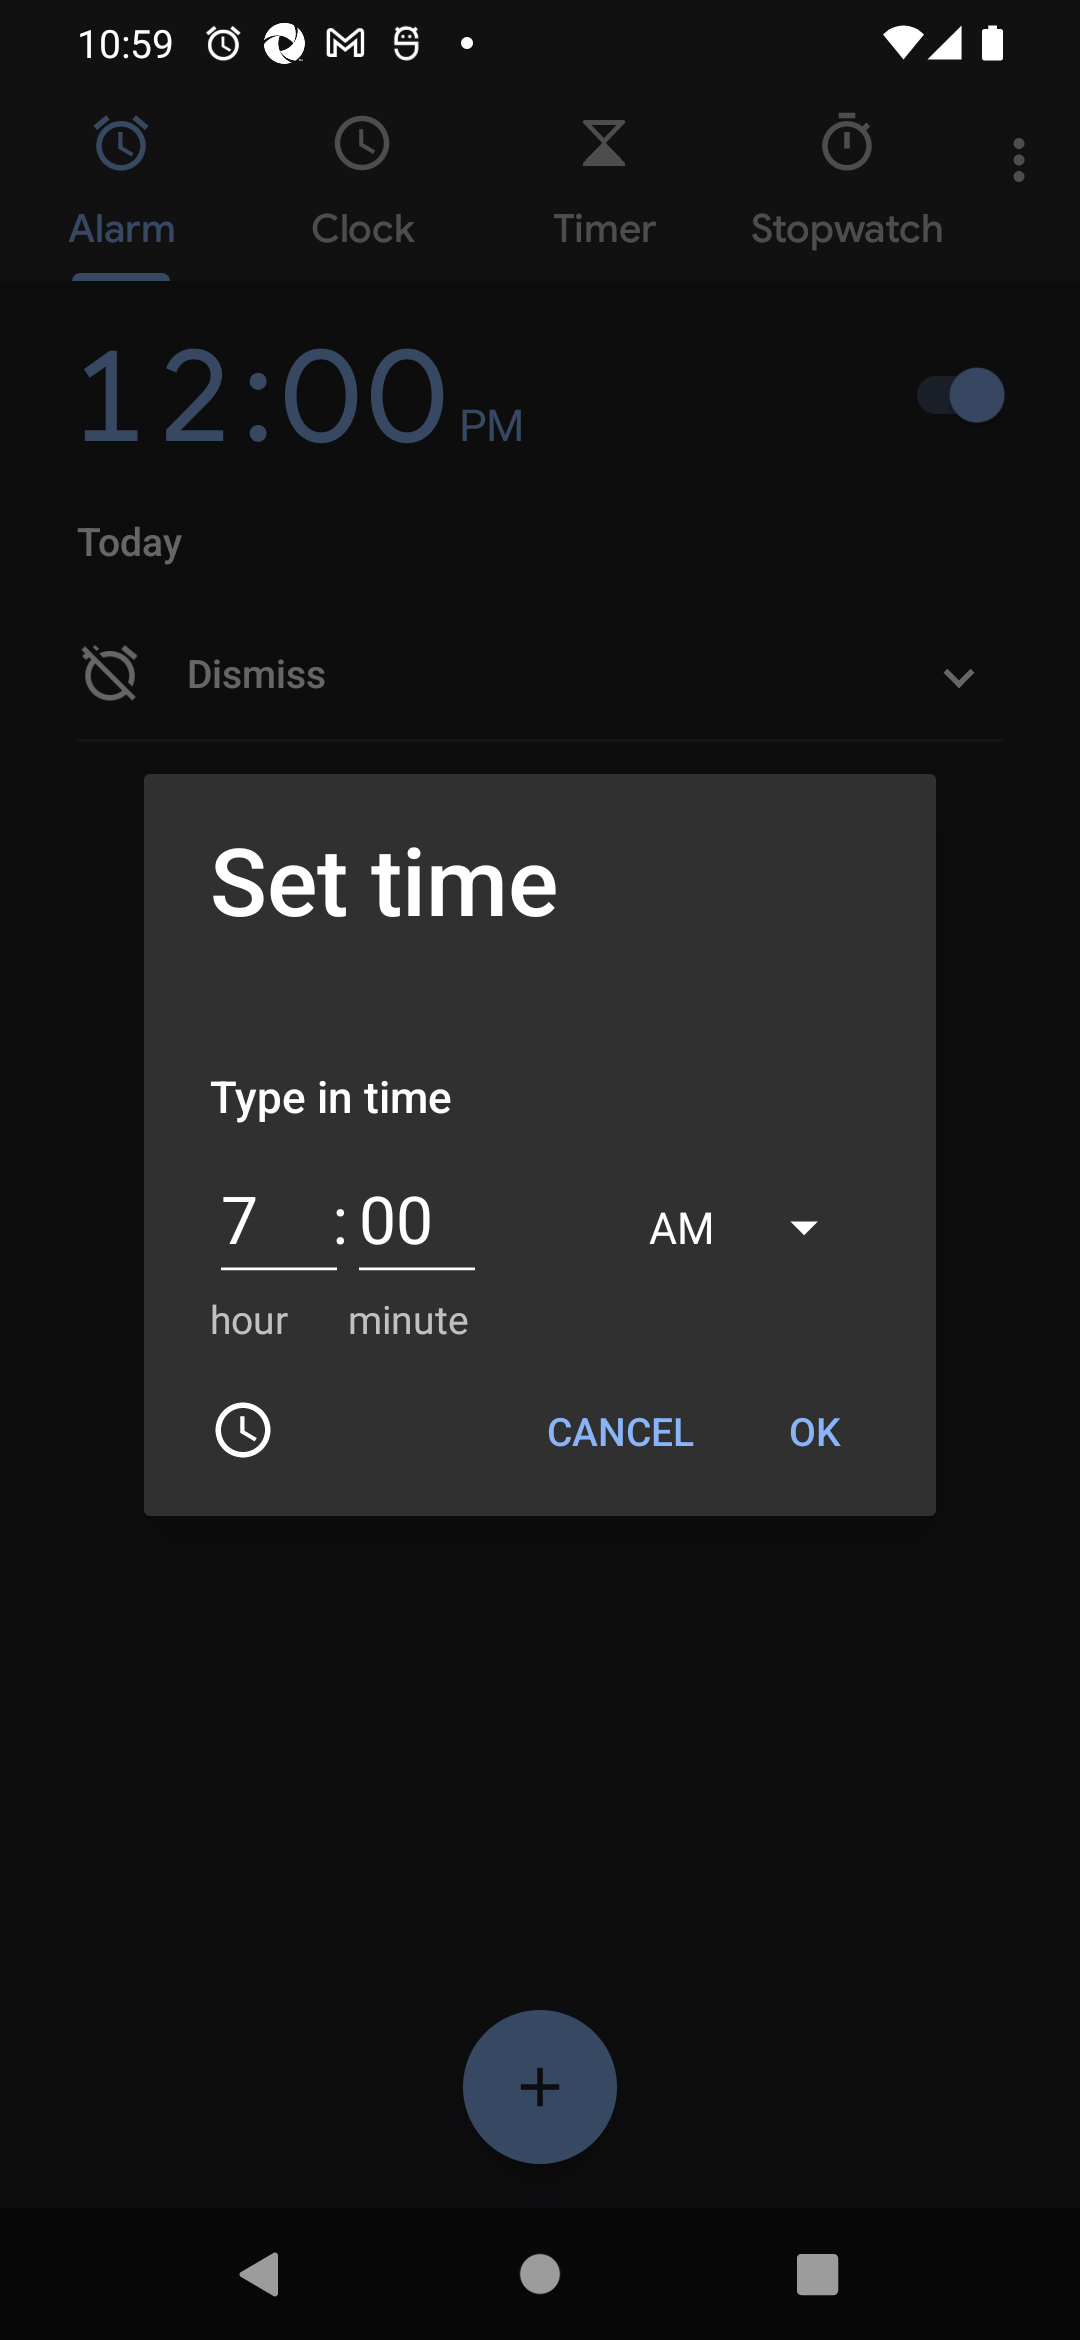 10:59
Alarm Clock Timer Stopwatch
12:00 PM
Today
Dismiss
Set time
Type in time
7 : 00 AM
hour minute
CANCEL OK